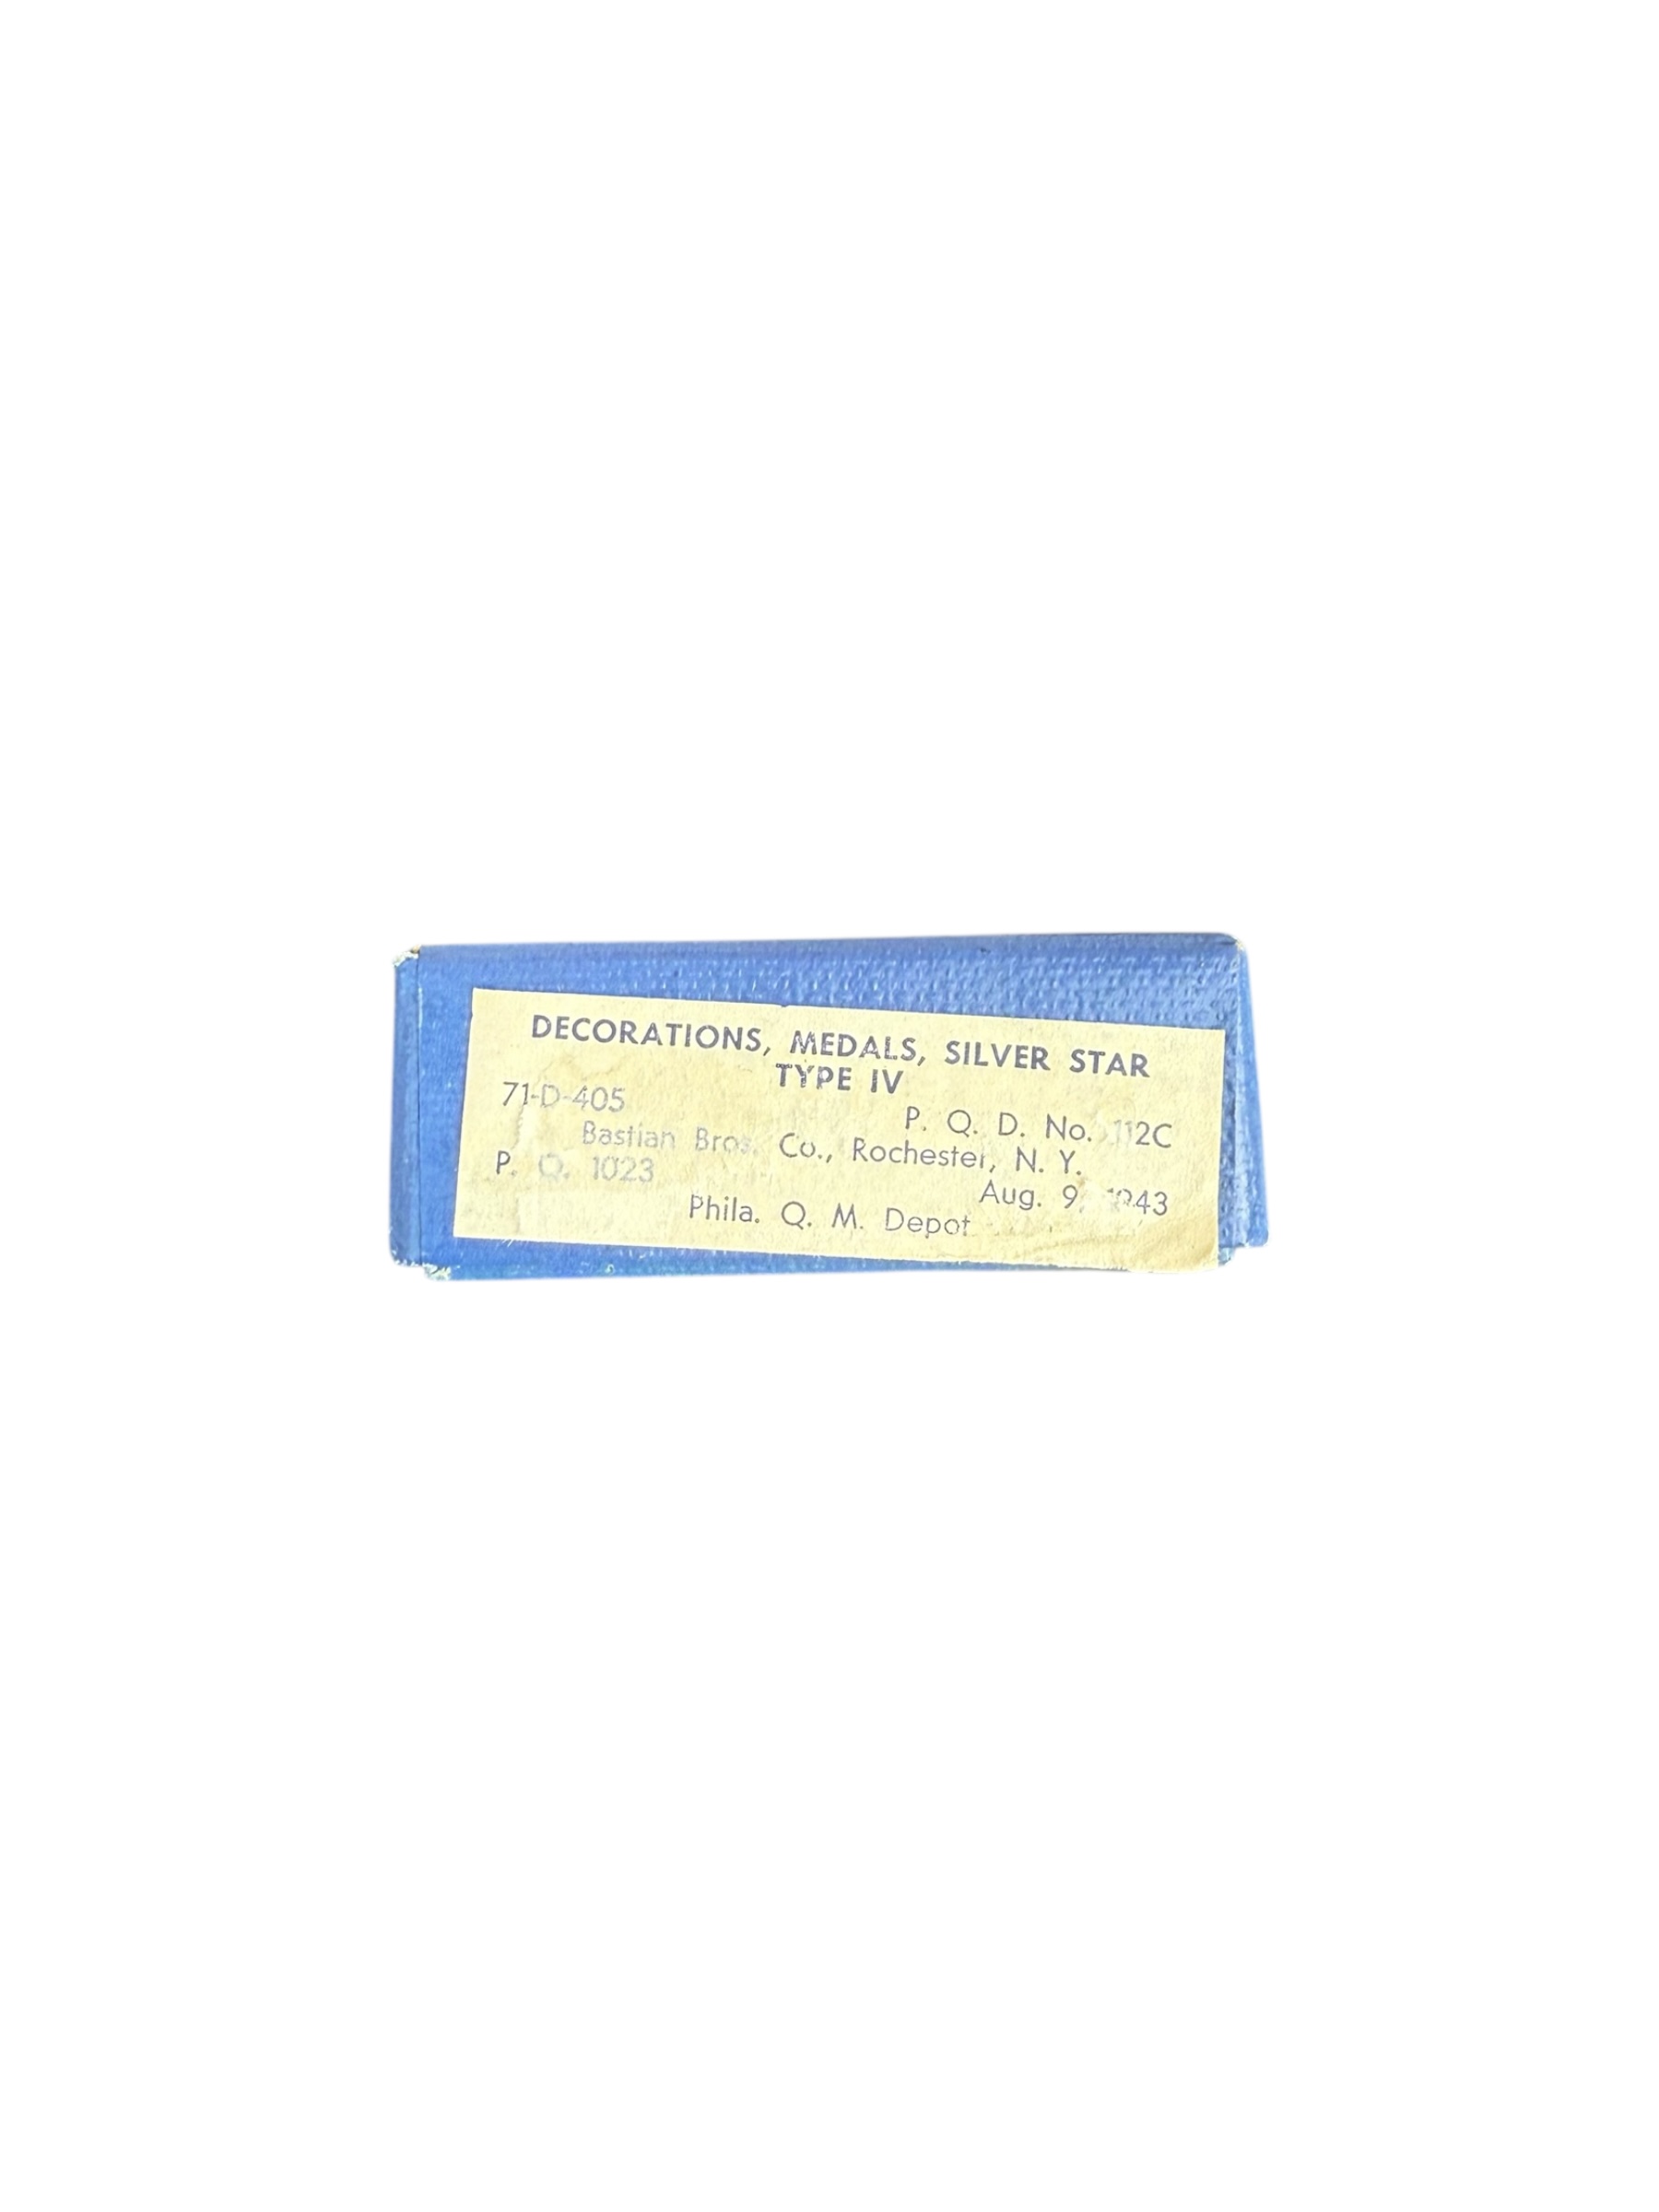 DECORATIONS, MEDALS, SILVER STAR
TYPE IV
71-D-405
P. Q. D. No. 112C
Bastian Bros. Co., Rochester, N. Y.
P. Q. 1023
Aug. 9, 1943
Phila. Q. M. Depot